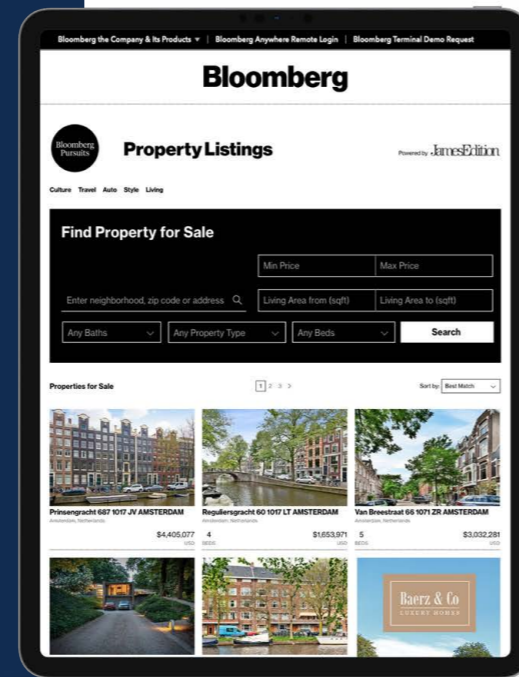 Bloomberg the Company & Its Products ▾ | Bloomberg Anywhere Remote Login | Bloomberg Terminal Demo Request
Bloomberg
Bloomberg
Pursuits
Property Listings
Powered by JamesEdition
Culture Travel Auto Style Living
Find Property for Sale
Min Price Max Price
Enter neighborhood, zip code or address Living Area from (sqft) Living Area to (sqft)
Any Baths Any Property Type Any Beds Search
Properties for Sale 1 2 3 > Sort by: Best Match
Prinsengracht 687 1017 JV AMSTERDAM Reguliersgracht 60 1017 LT AMSTERDAM Van Breestraat 66 1071 ZR AMSTERDAM
Amsterdam, Netherlands Amsterdam, Netherlands Amsterdam, Netherlands
$4,405,077 4 $1,653,971 5 $3,032,281
USD BEDS USD BEDS USD
Baerz & Co
LUXURY HOMES